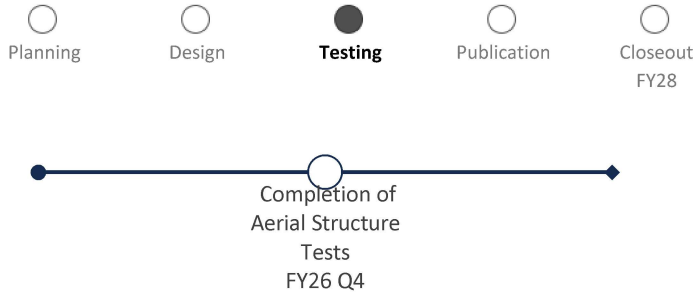 Planning
Design
Testing
Publication
Closeout
FY28
Completion of
Aerial Structure
Tests
FY26 Q4